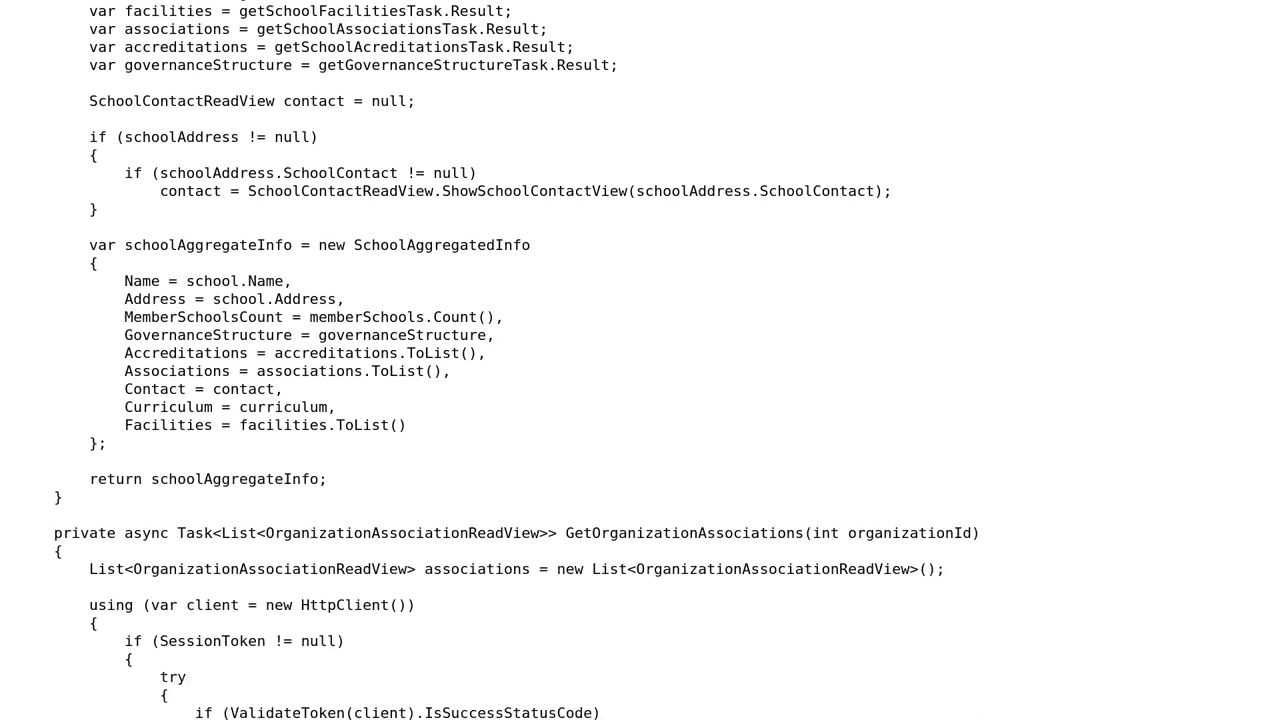 var facilities = getSchoolFacilitiesTask.Result;
var associations = getSchoolAssociationsTask.Result;
var accreditations = getSchoolAcreditationsTask.Result;
var governanceStructure = getGovernanceStructureTask.Result;
SchoolContactReadView contact = null;
if (schoolAddress != null)
{
if (schoolAddress.SchoolContact != null)
contact = SchoolContactReadView.ShowSchoolContactView(schoolAddress.SchoolContact);
}
var schoolAggregateInfo = new SchoolAggregatedInfo
{
Name = school.Name,
Address = school.Address,
MemberSchoolsCount = memberSchools.Count(),
GovernanceStructure = governanceStructure,
Accreditations = accreditations.ToList(),
Associations = associations.ToList(),
Contact = contact,
Curriculum = curriculum,
Facilities = facilities.ToList()
};
return schoolAggregateInfo;
}
private async Task<List<OrganizationAssociationReadView>> GetOrganizationAssociations(int organizationId)
{
List<OrganizationAssociationReadView> associations = new List<OrganizationAssociationReadView>();
using (var client = new HttpClient())
{
if (SessionToken != null)
{
try
{
if (ValidateToken(client).IsSuccessStatusCode)